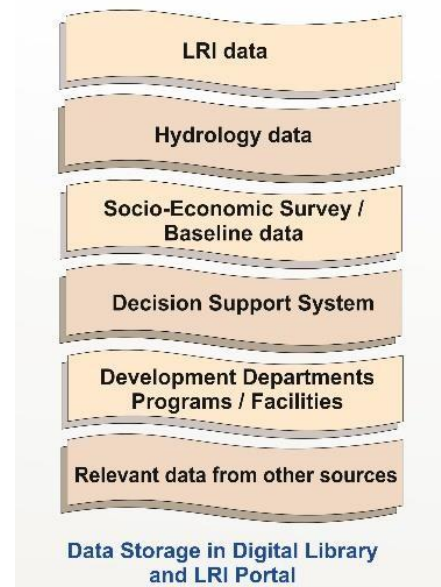 LRI data
Hydrology data
Socio-Economic Survey /
Baseline data
Decision Support System
Development Departments
Programs / Facilities
Relevant data from other sources
Data Storage in Digital Library
and LRI Portal